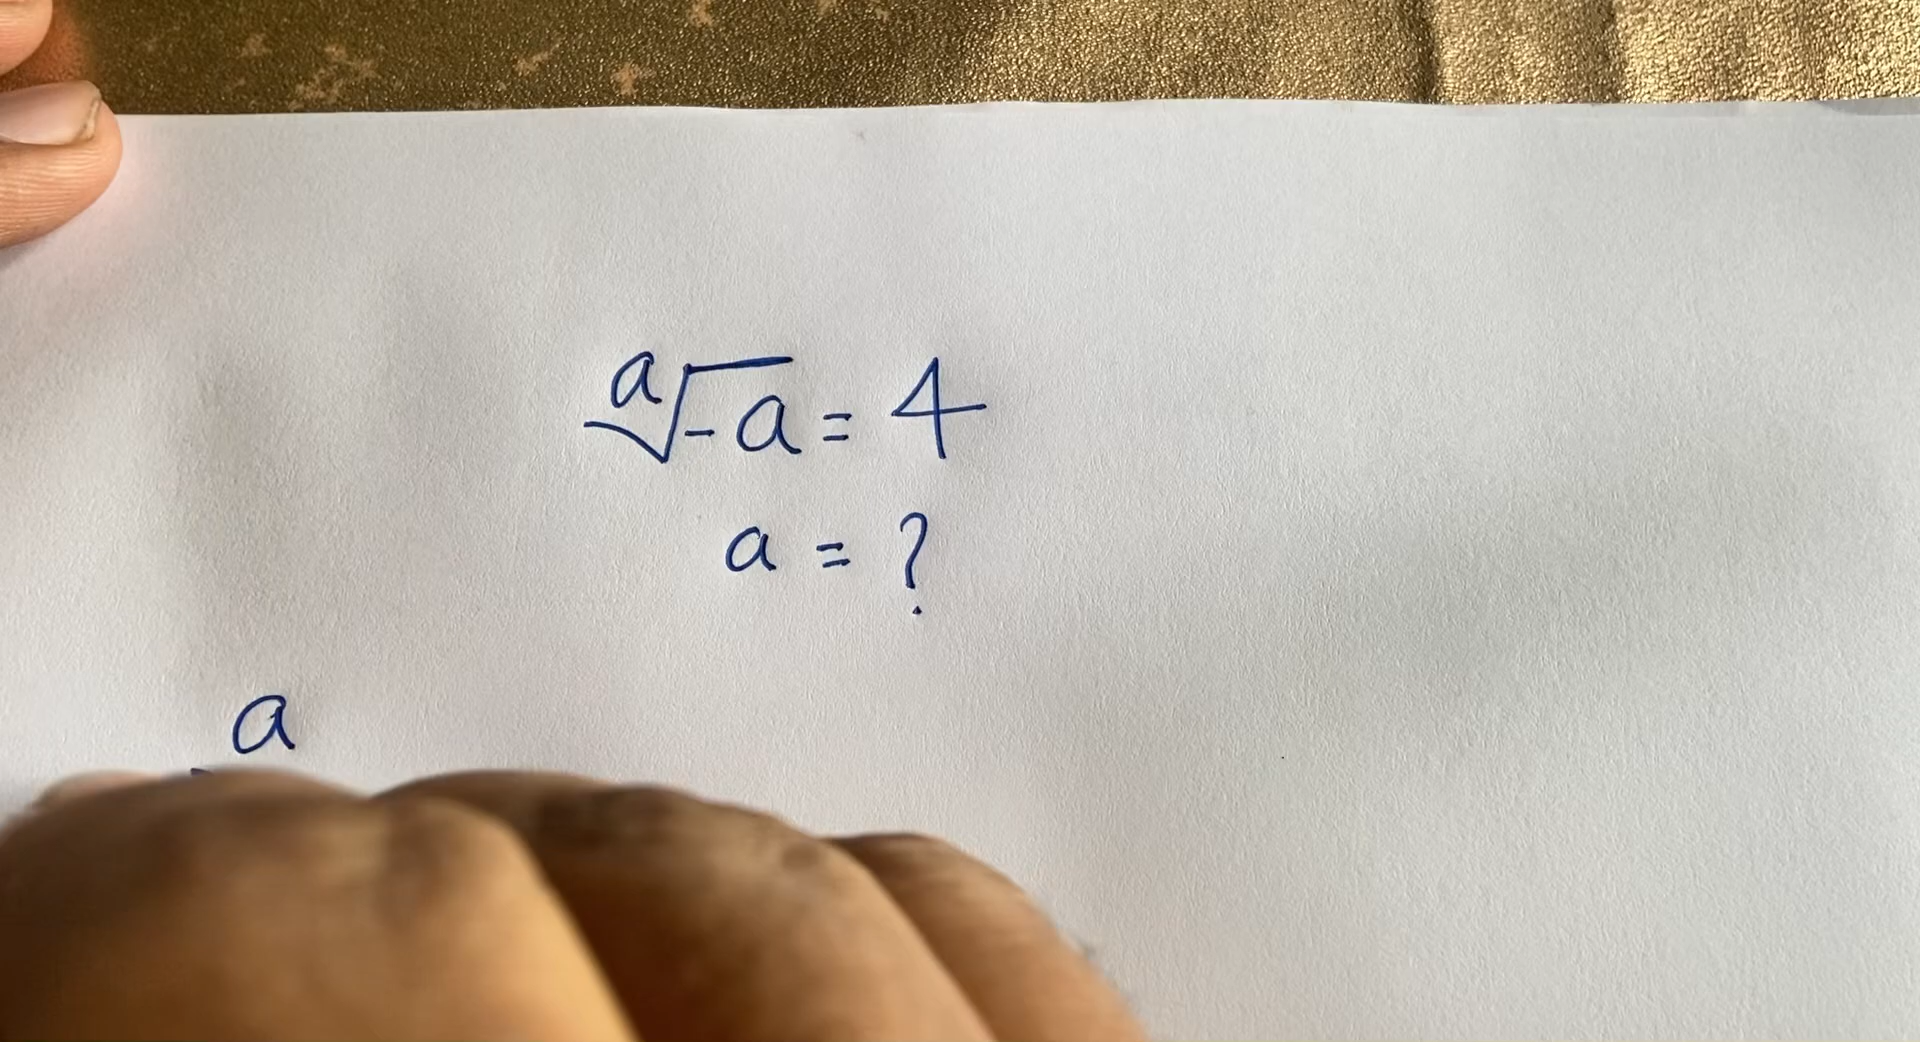 ᵃ√-a = 4
a = ?
a